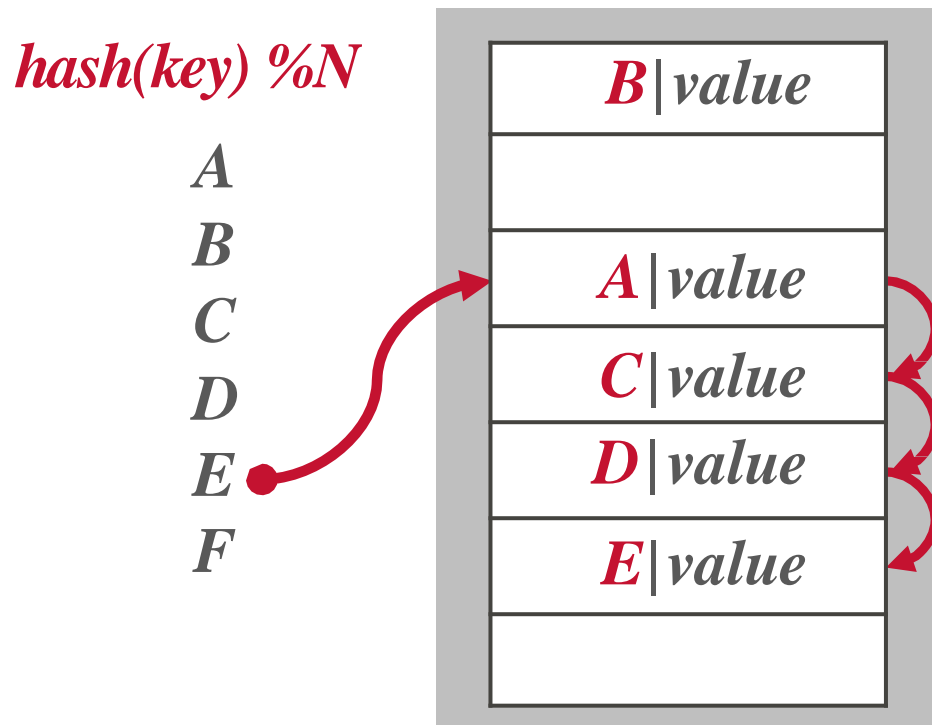 hash(key) %N
A
B
C
D
E
F
B|value
A|value
C|value
D|value
E|value